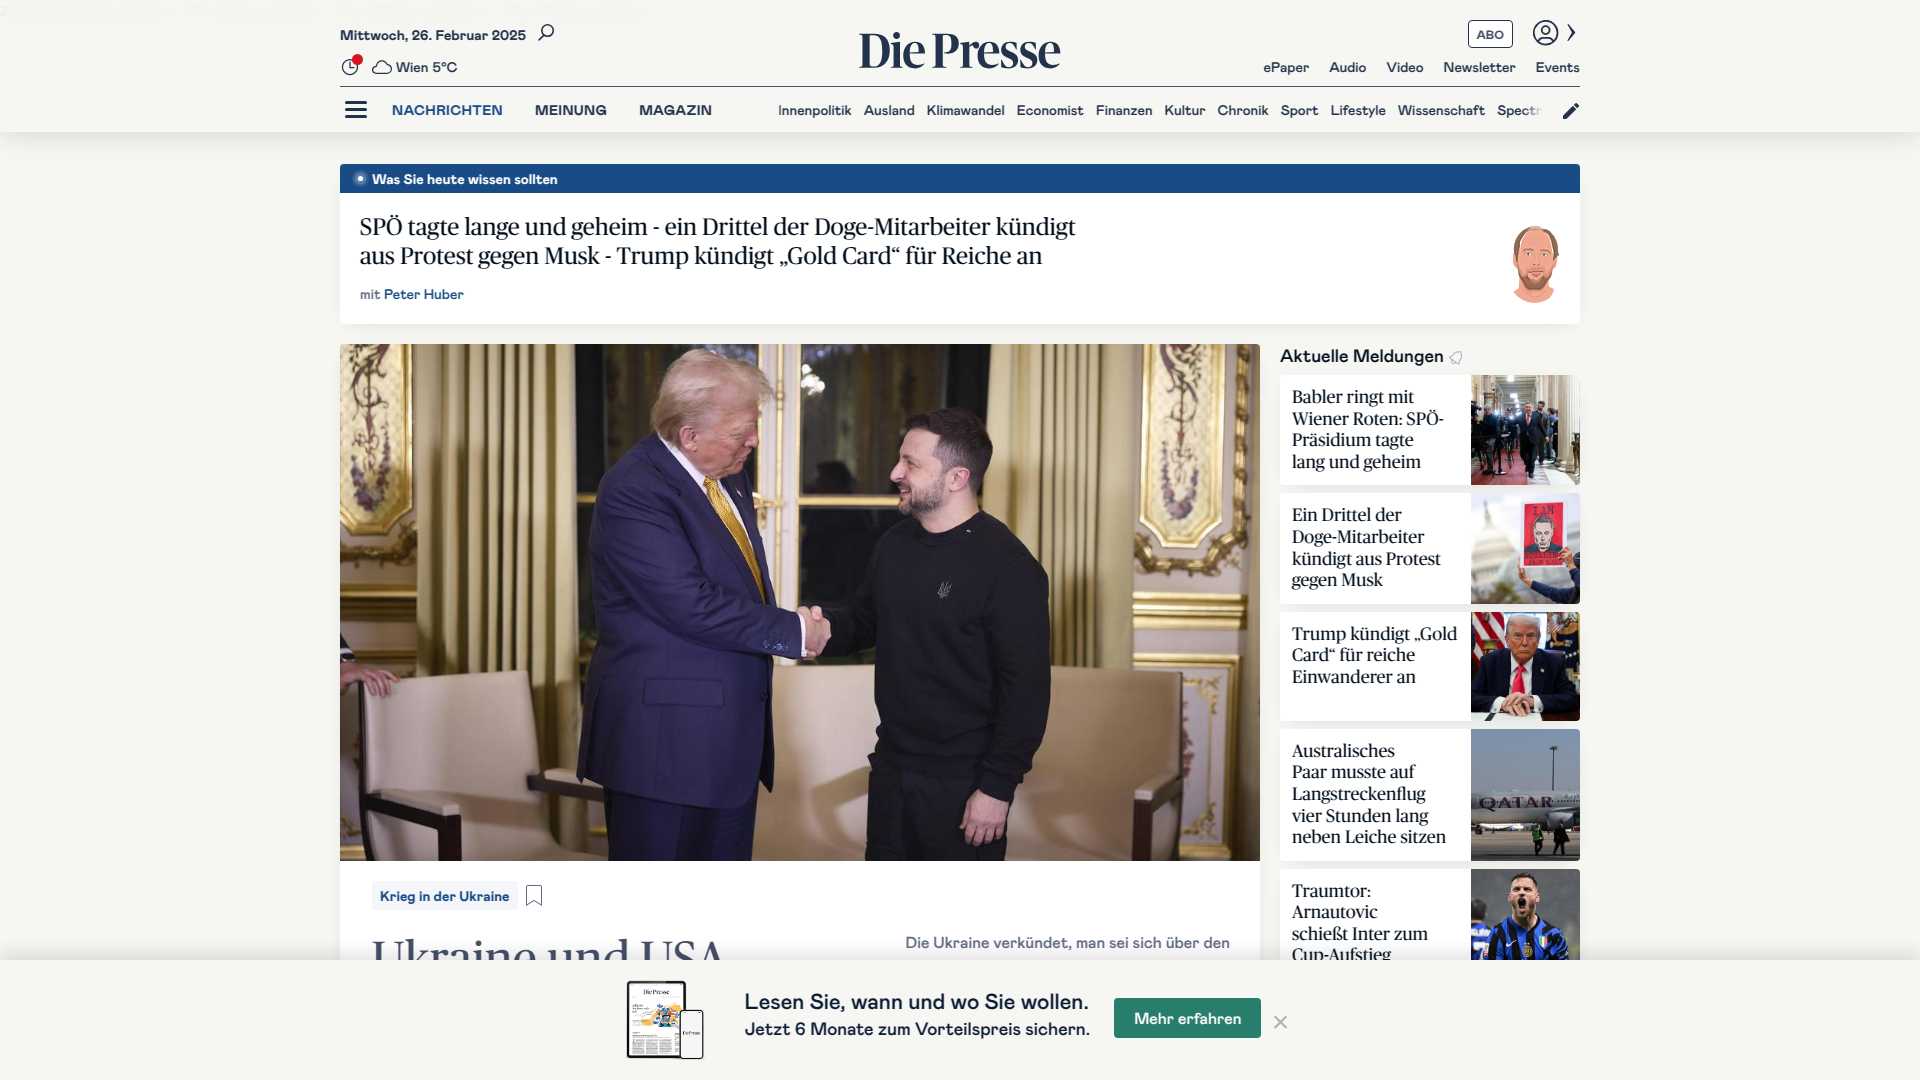 Mittwoch, 26. Februar 2025
Die Presse
ABO
Wien 5°C
ePaper Audio Video Newsletter Events
NACHRICHTEN MEINUNG MAGAZIN
Innenpolitik Ausland Klimawandel Economist Finanzen Kultur Chronik Sport Lifestyle Wissenschaft Spectr
Was Sie heute wissen sollten
SPÖ tagte lange und geheim - ein Drittel der Doge-Mitarbeiter kündigt
aus Protest gegen Musk - Trump kündigt „Gold Card“ für Reiche an
mit Peter Huber
Krieg in der Ukraine
Ukraine und USA
Die Ukraine verkündet, man sei sich über den
Aktuelle Meldungen
Babler ringt mit
Wiener Roten: SPÖ-
Präsidium tagte
lang und geheim
Ein Drittel der
Doge-Mitarbeiter
kündigt aus Protest
gegen Musk
Trump kündigt „Gold
Card“ für reiche
Einwanderer an
Australisches
Paar musste auf
Langstreckenflug
vier Stunden lang
neben Leiche sitzen
QATAR
Traumtor:
Arnautovic
schießt Inter zum
Cup-Aufstieg
Die Presse
Lesen Sie, wann und wo Sie wollen.
Jetzt 6 Monate zum Vorteilspreis sichern.
Mehr erfahren